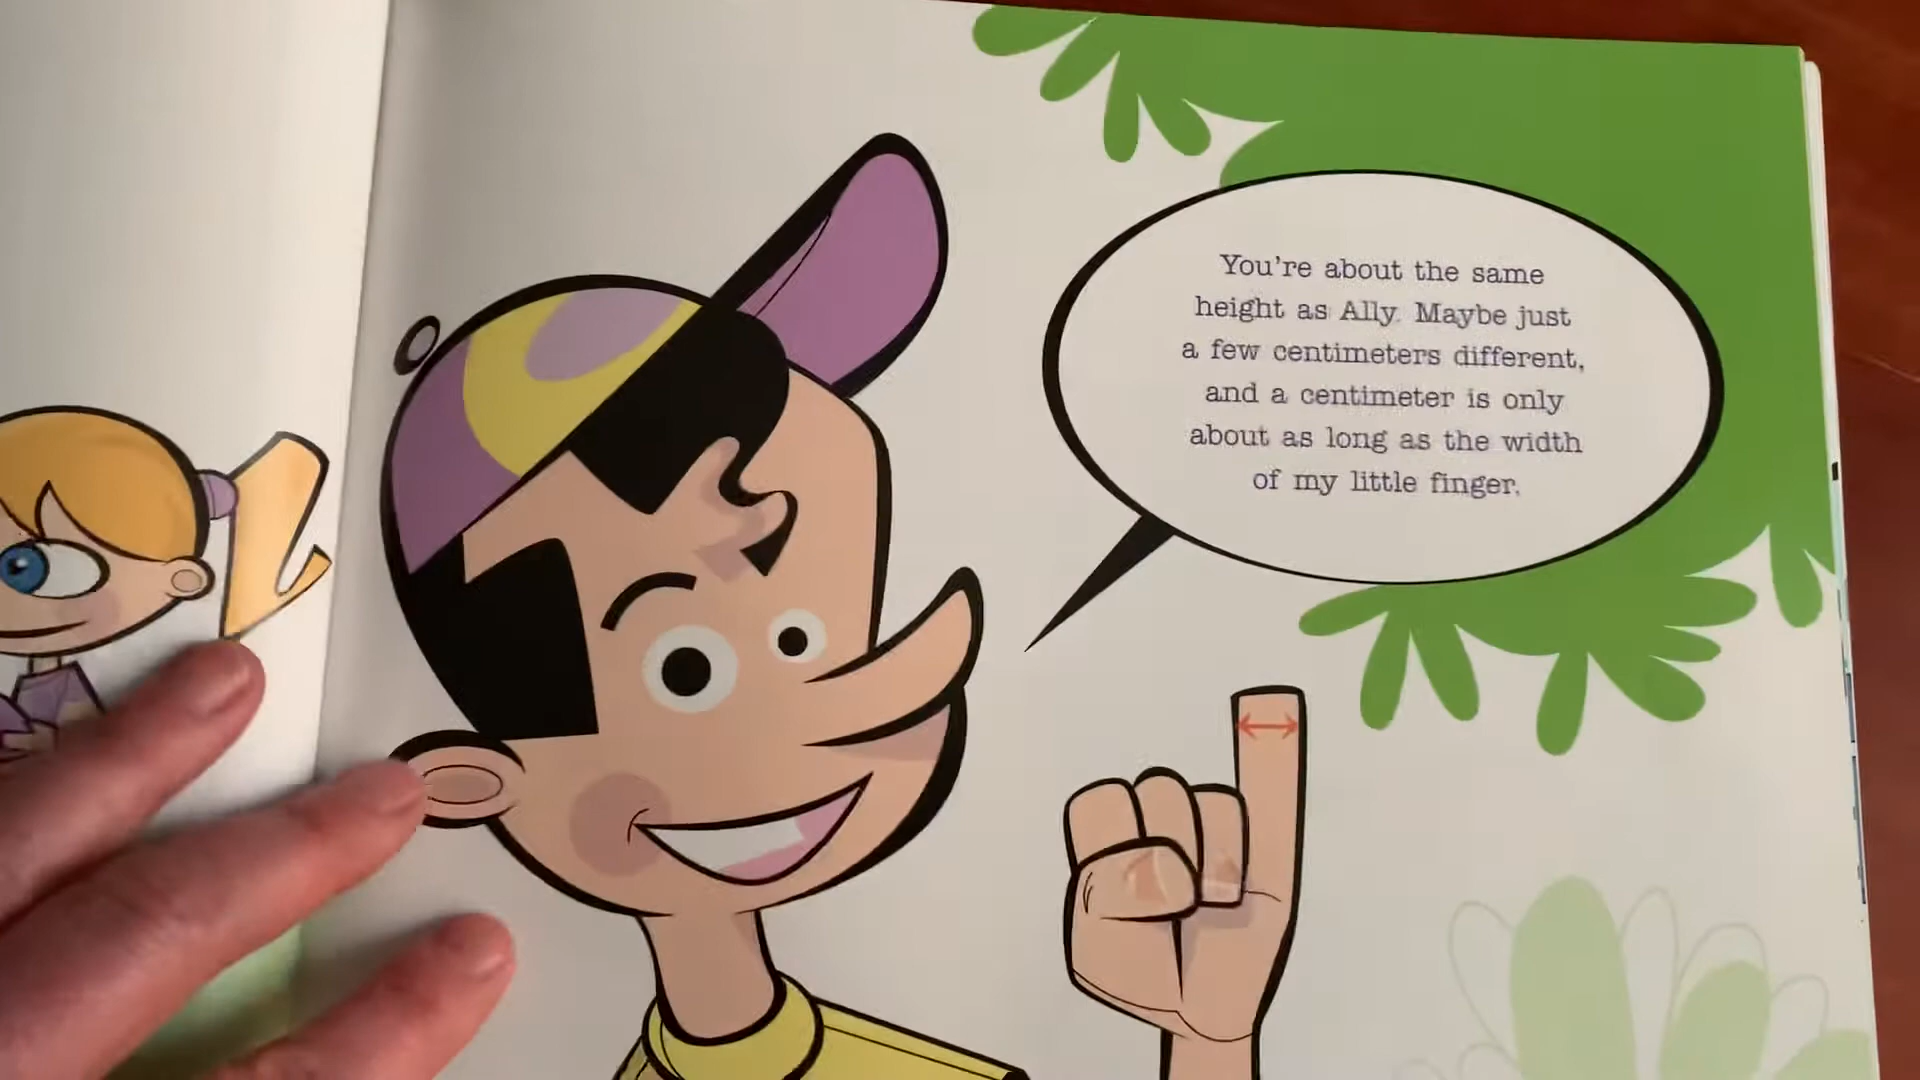 You're about the same
height as Ally. Maybe just
a few centimeters different,
and a centimeter is only
about as long as the width
of my little finger.